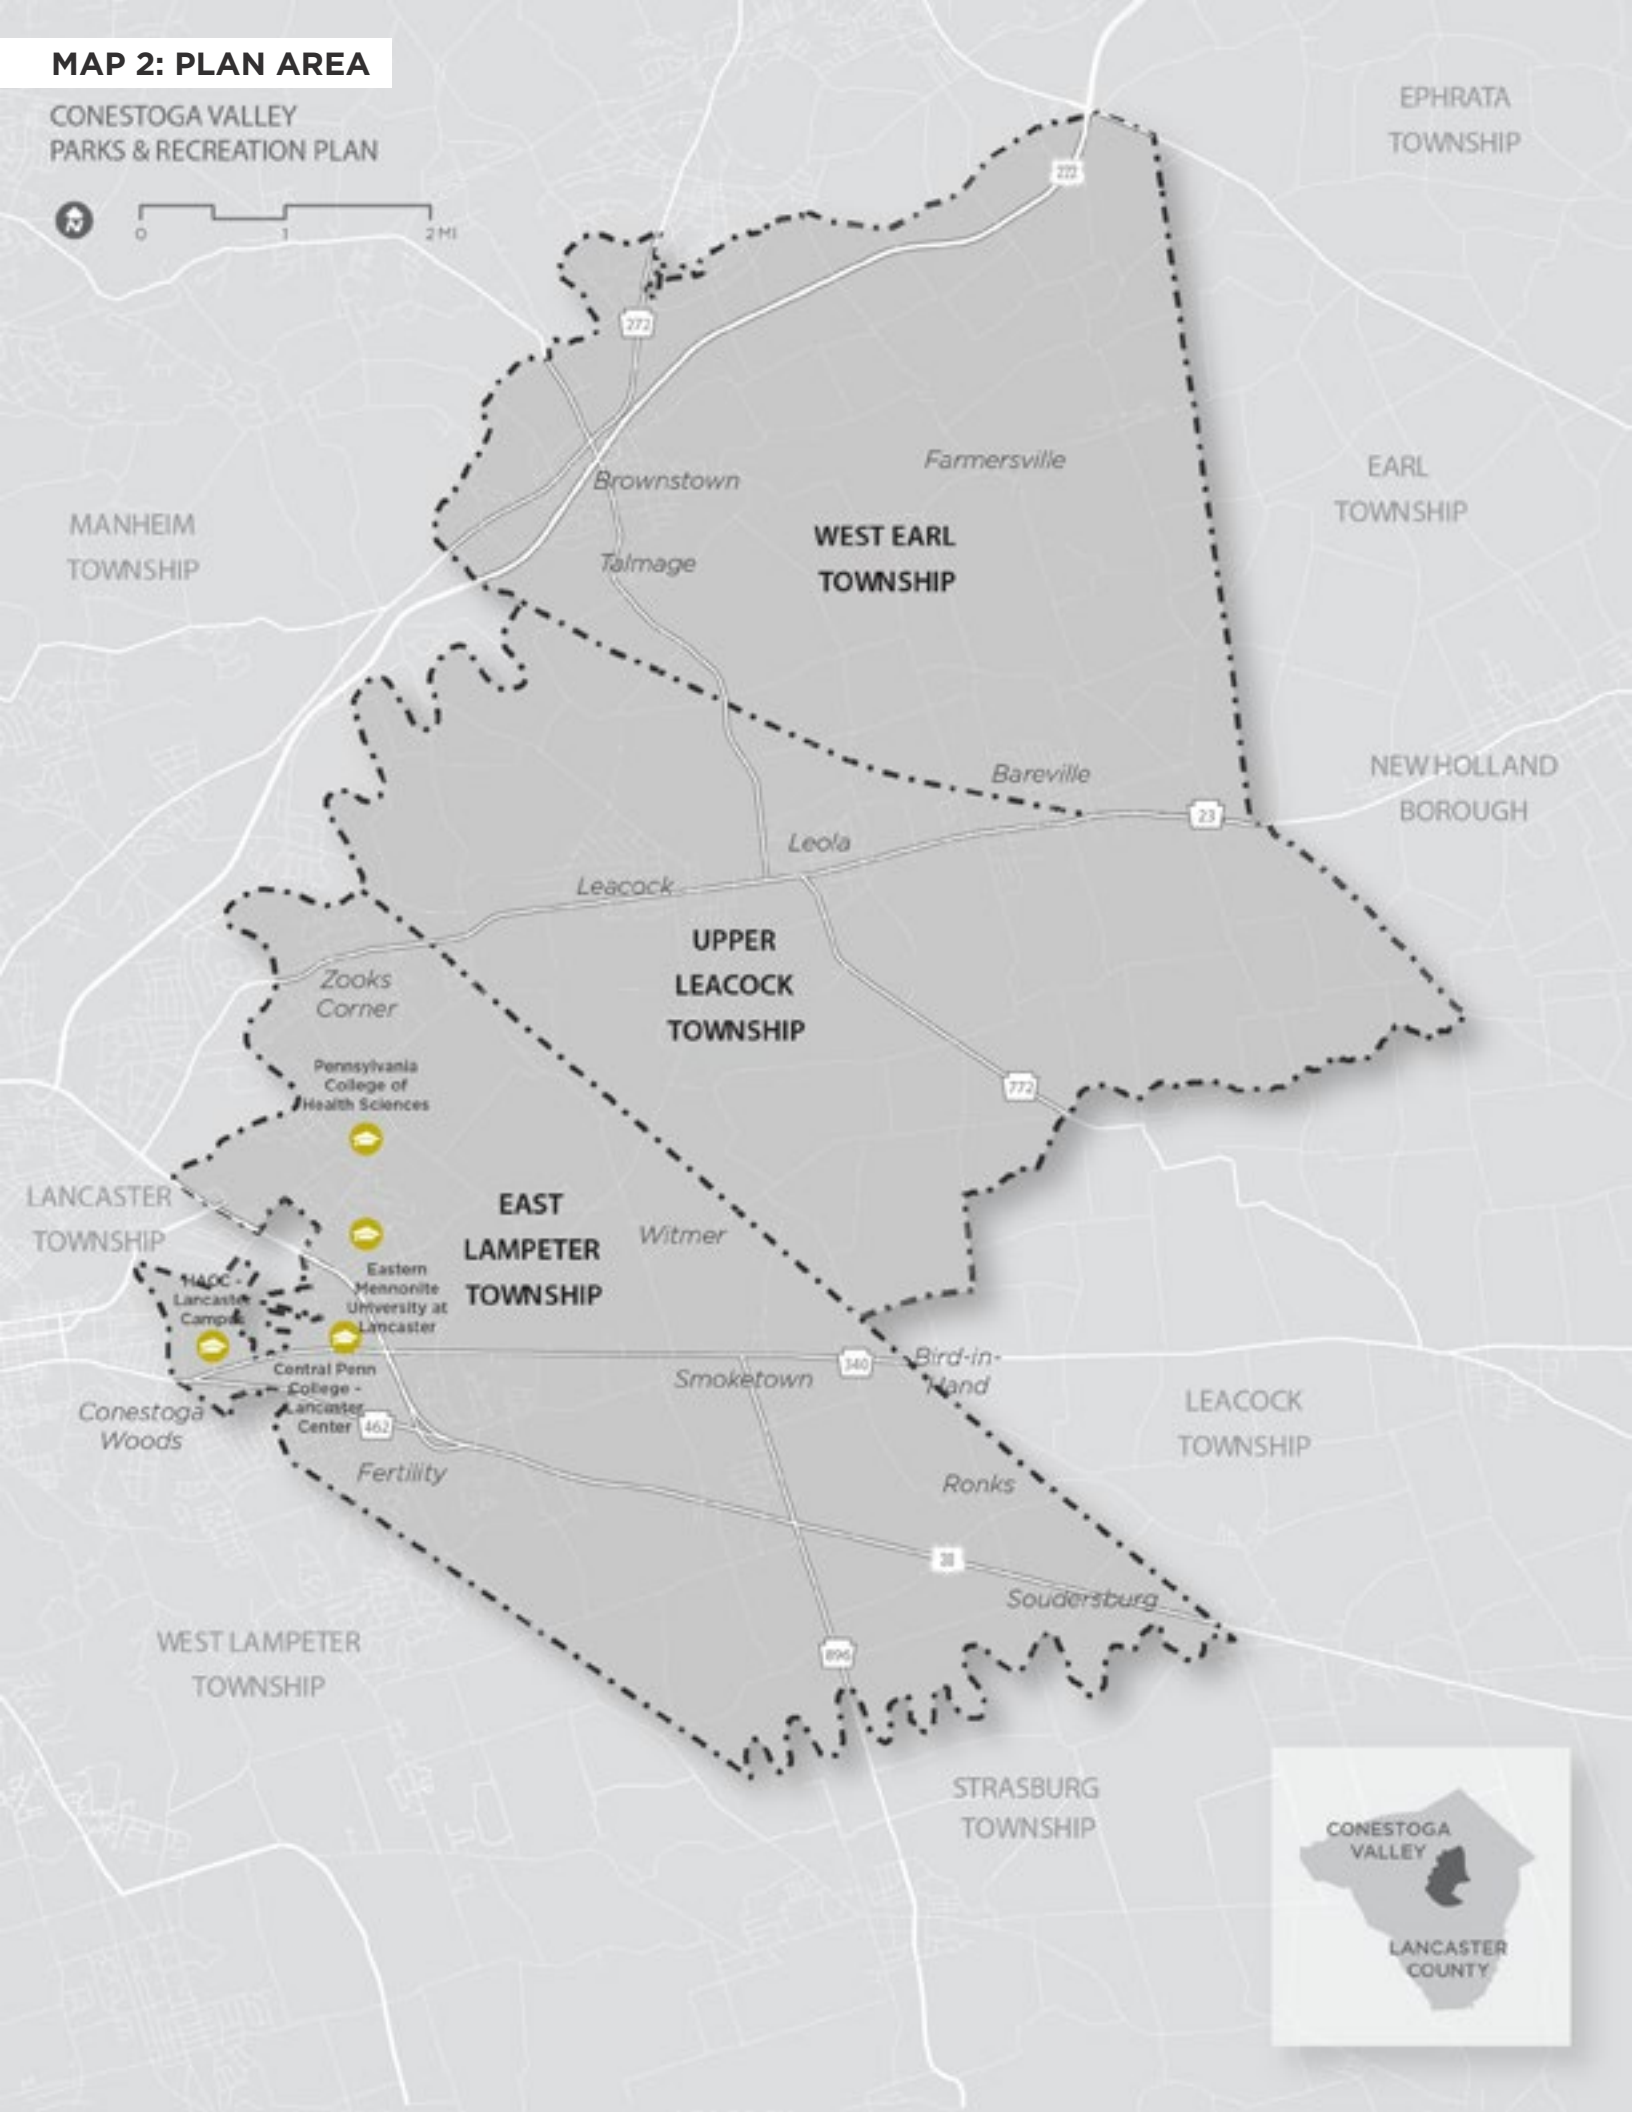 MAP 2: PLAN AREA
CONESTOGA VALLEY
PARKS & RECREATION PLAN
N
0 1 2 MI
EPHRATA
TOWNSHIP
222
272
Farmersville
Brownstown
EARL
TOWNSHIP
MANHEIM
TOWNSHIP
WEST EARL
TOWNSHIP
Talmage
NEW HOLLAND
BOROUGH
Bareville
23
Leola
Leacock
UPPER
LEACOCK
TOWNSHIP
Zooks
Corner
Pennsylvania
College of
Health Sciences
772
LANCASTER
TOWNSHIP
EAST
LAMPETER
TOWNSHIP
Witmer
HACC -
Lancaster
Campus
Eastern
Mennonite
University at
Lancaster
Central Penn
College -
Lancaster
Center
340
Bird-in-
Hand
Smoketown
Conestoga
Woods
462
LEACOCK
TOWNSHIP
Fertility
Ronks
30
Soudersburg
WEST LAMPETER
TOWNSHIP
896
STRASBURG
TOWNSHIP
CONESTOGA
VALLEY
LANCASTER
COUNTY